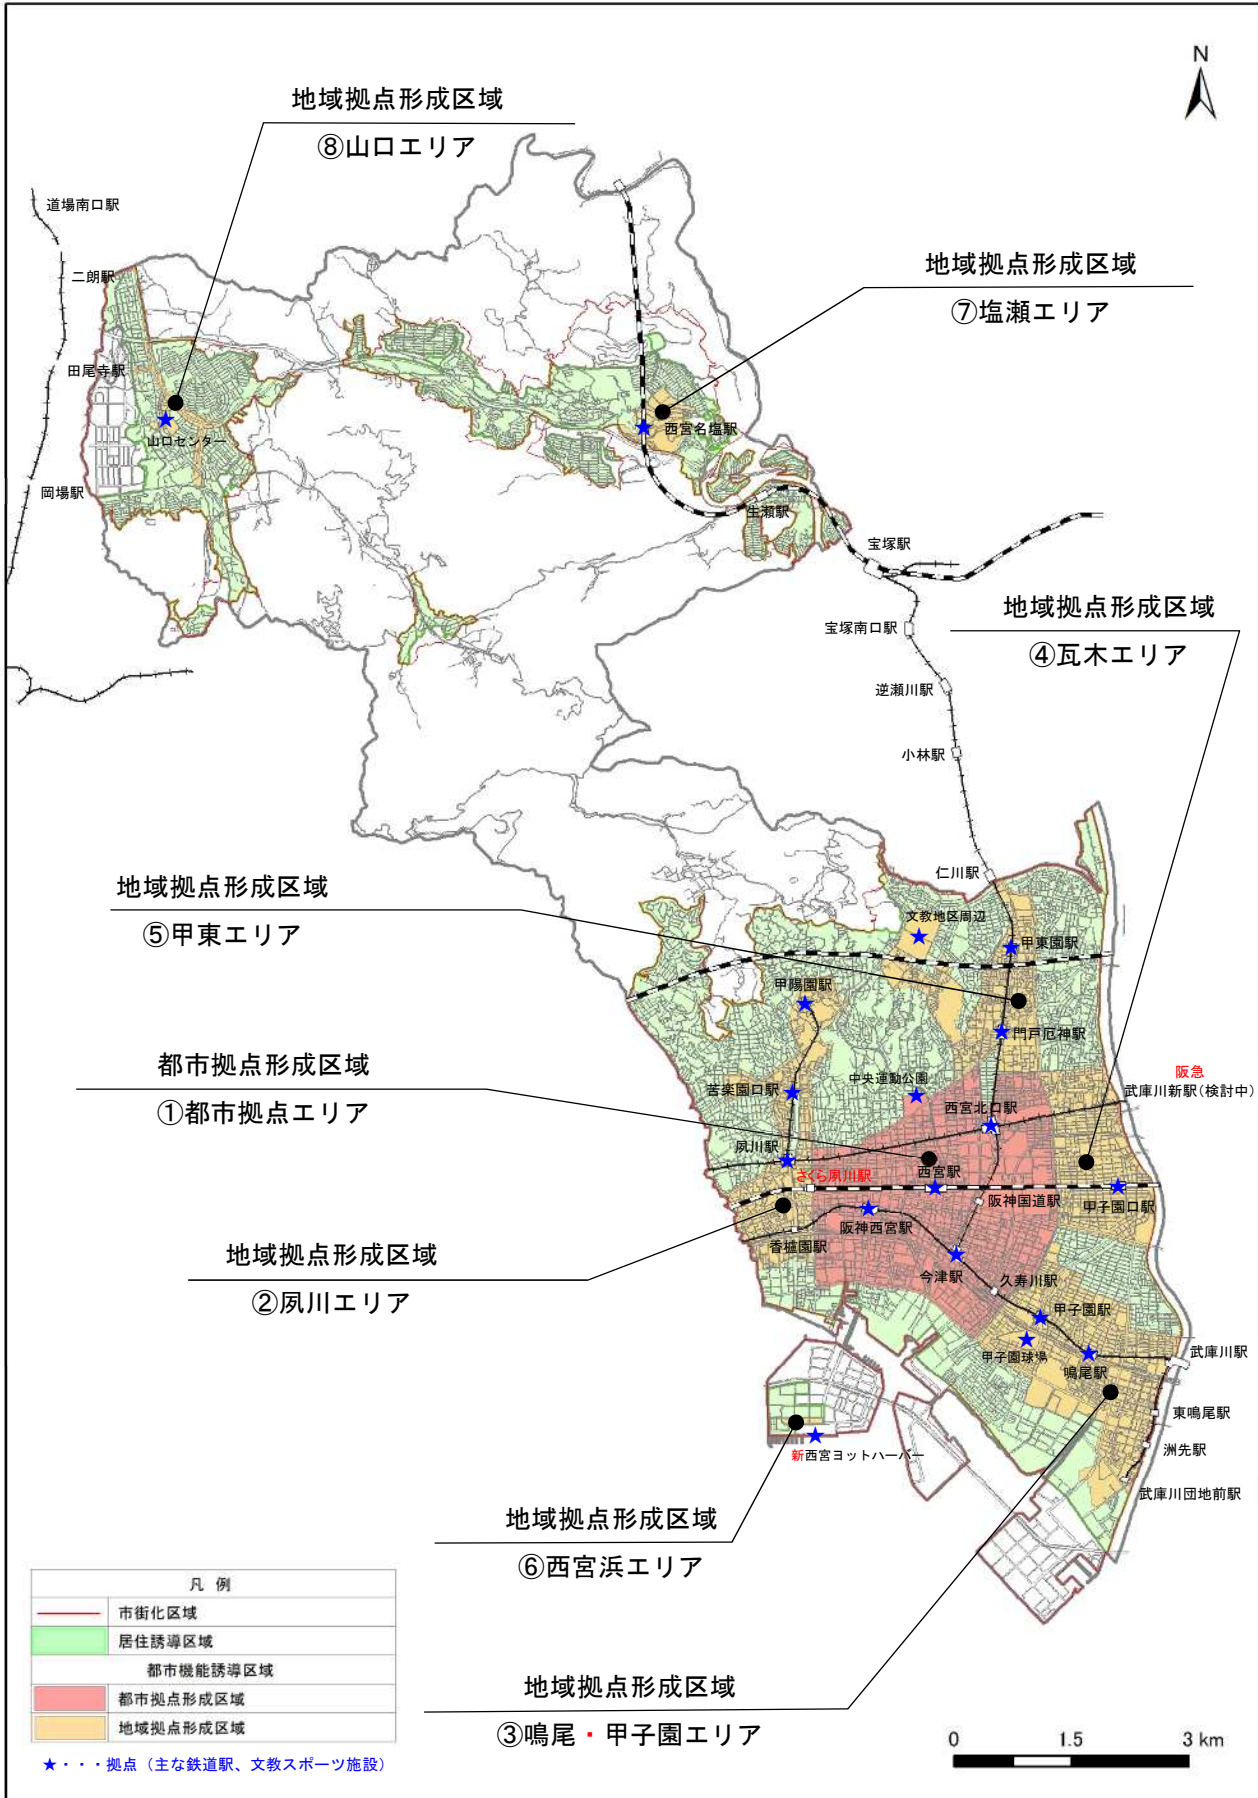 N
地域拠点形成区域
⑧山口エリア
道場南口駅
地域拠点形成区域
⑦塩瀬エリア
二朗駅
田尾寺駅
山口センター
西宮名塩駅
岡場駅
生瀬駅
宝塚駅
地域拠点形成区域
④瓦木エリア
宝塚南口駅
逆瀬川駅
小林駅
仁川駅
地域拠点形成区域
⑤甲東エリア
文教地区周辺
甲東園駅
甲陽園駅
門戸厄神駅
都市拠点形成区域
①都市拠点エリア
阪急
武庫川新駅(検討中)
中央運動公園
苦楽園口駅
西宮北口駅
夙川駅
さくら夙川駅
西宮駅
阪神国道駅
甲子園口駅
阪神西宮駅
香櫨園駅
地域拠点形成区域
②夙川エリア
今津駅
久寿川駅
甲子園駅
甲子園球場
鳴尾駅
武庫川駅
東鳴尾駅
洲先駅
新西宮ヨットハーバー
武庫川団地前駅
地域拠点形成区域
⑥西宮浜エリア
凡 例
市街化区域
居住誘導区域
都市機能誘導区域
都市拠点形成区域
地域拠点形成区域
★・・・拠点（主な鉄道駅、文教スポーツ施設）
地域拠点形成区域
③鳴尾・甲子園エリア
0 1.5 3 km